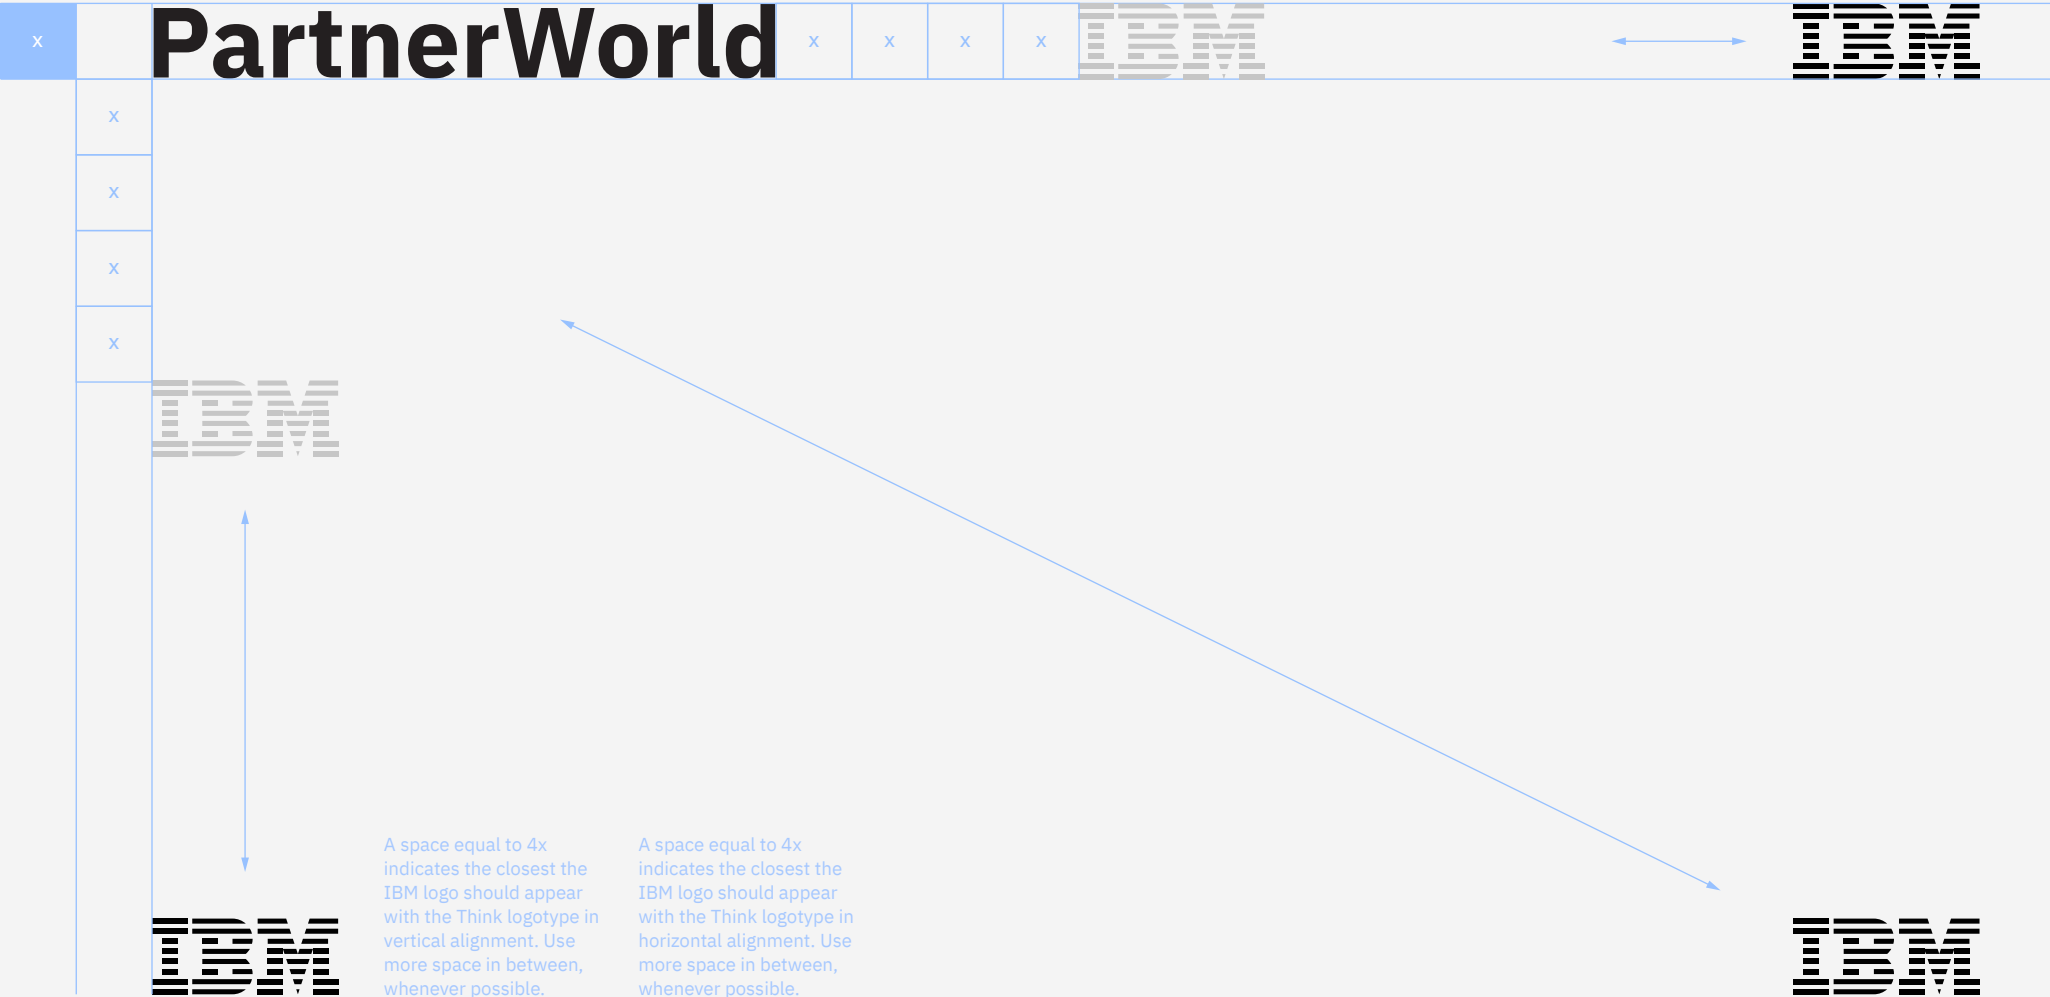 x PartnerWorld x x x x IBM IBM
x
x
x
x
IBM
A space equal to 4x
indicates the closest the
IBM logo should appear
with the Think logotype in
vertical alignment. Use
more space in between,
whenever possible.
A space equal to 4x
indicates the closest the
IBM logo should appear
with the Think logotype in
horizontal alignment. Use
more space in between,
whenever possible.
IBM IBM